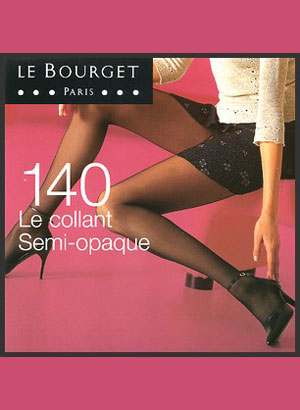 LE BOURGET
• • • PARIS • • •
140
Le collant
Semi-opaque